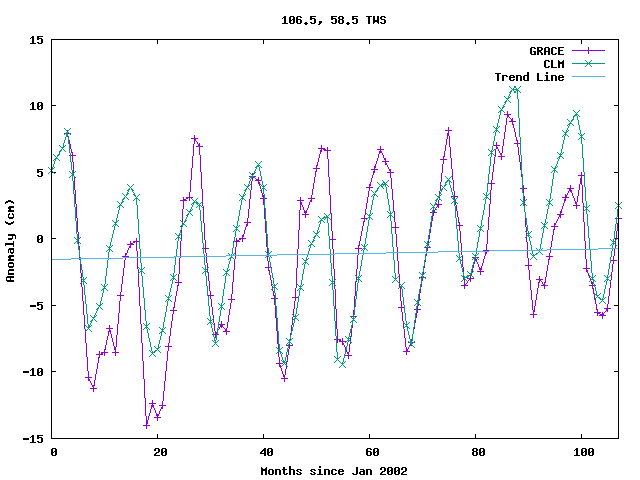 106.5, 58.5 TWS
GRACE
CLM
Trend Line
15
10
5
0
-5
-10
-15
Anomaly (cm)
0 20 40 60 80 100
Months since Jan 2002